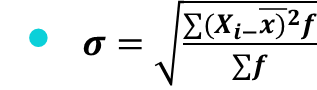 • σ = √(∑(Xᵢ₋x̅)̅²f / ∑f)